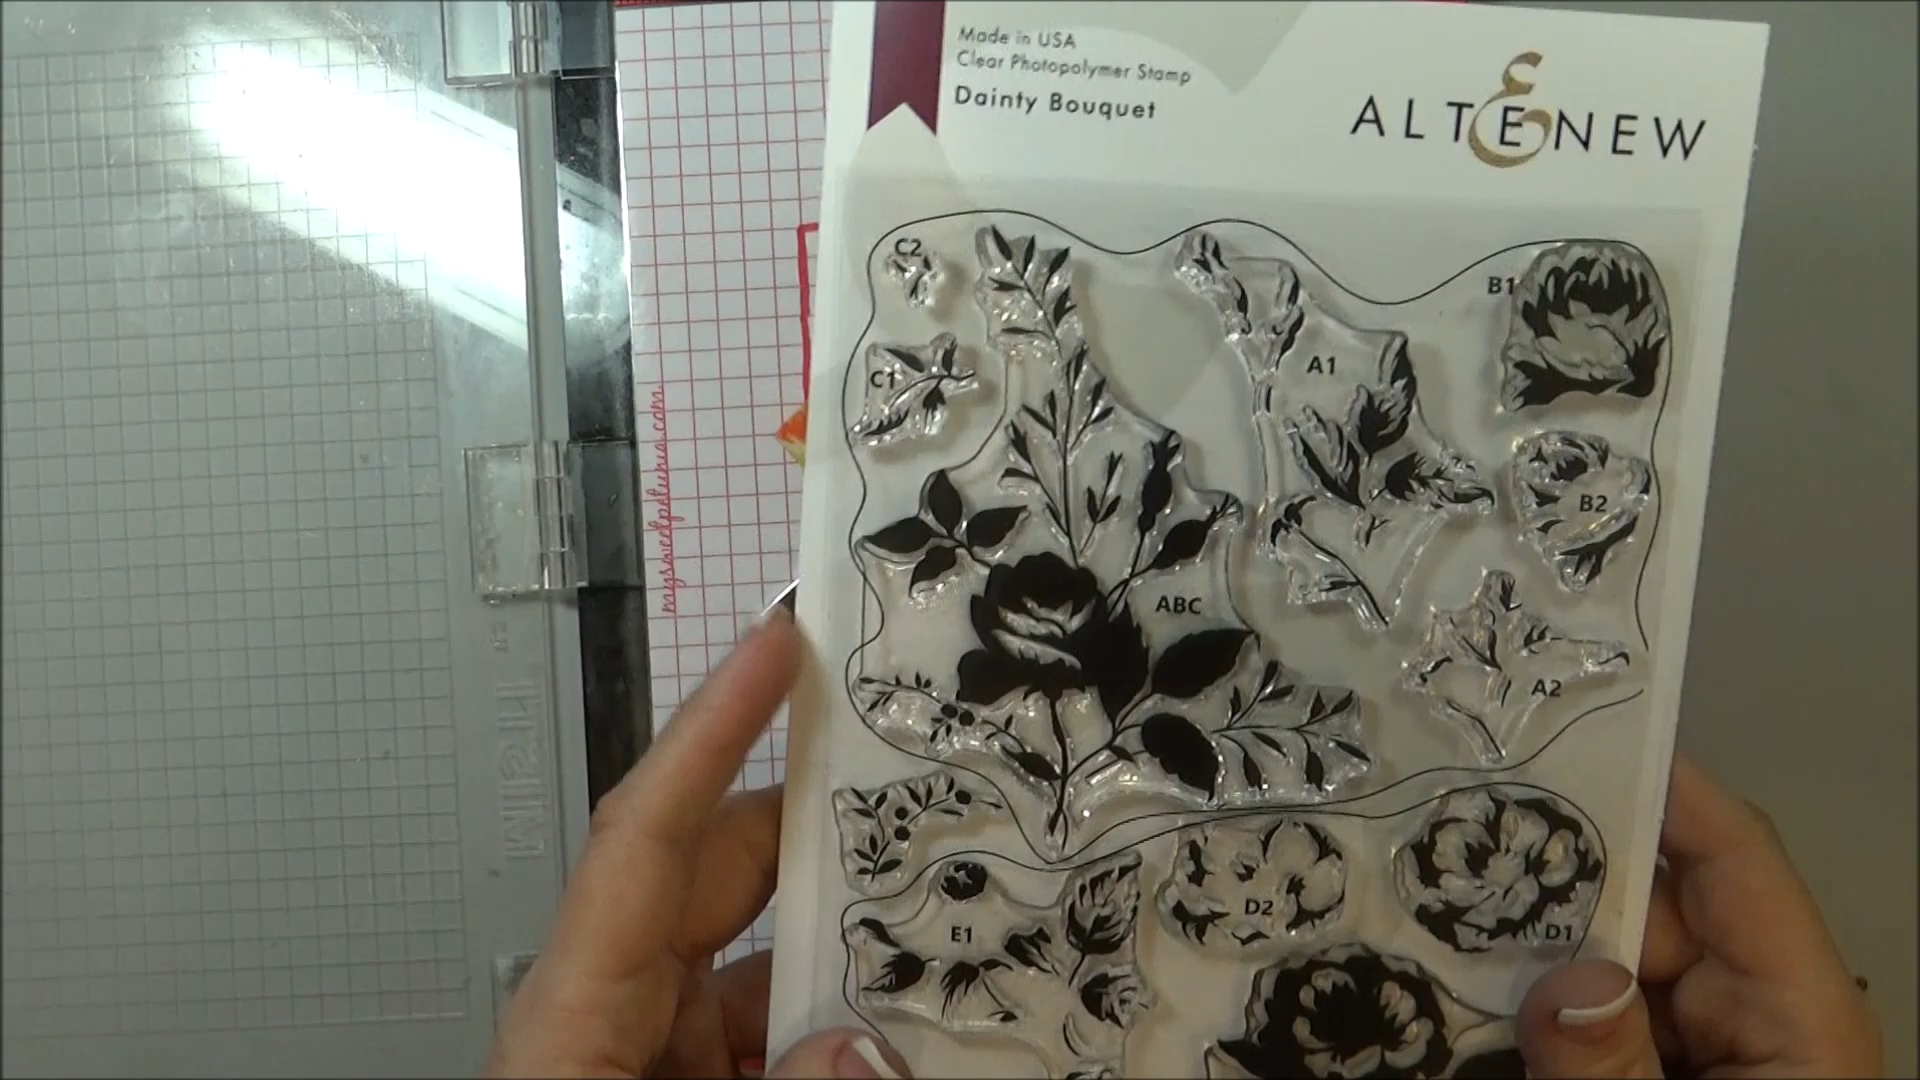 Made in USA
Clear Photopolymer Stamp
Dainty Bouquet
ALTENEW
C2
B1
A1
C1
B2
ABC
A2
D2
E1
D1
MISTI
mysweetpetunia.com